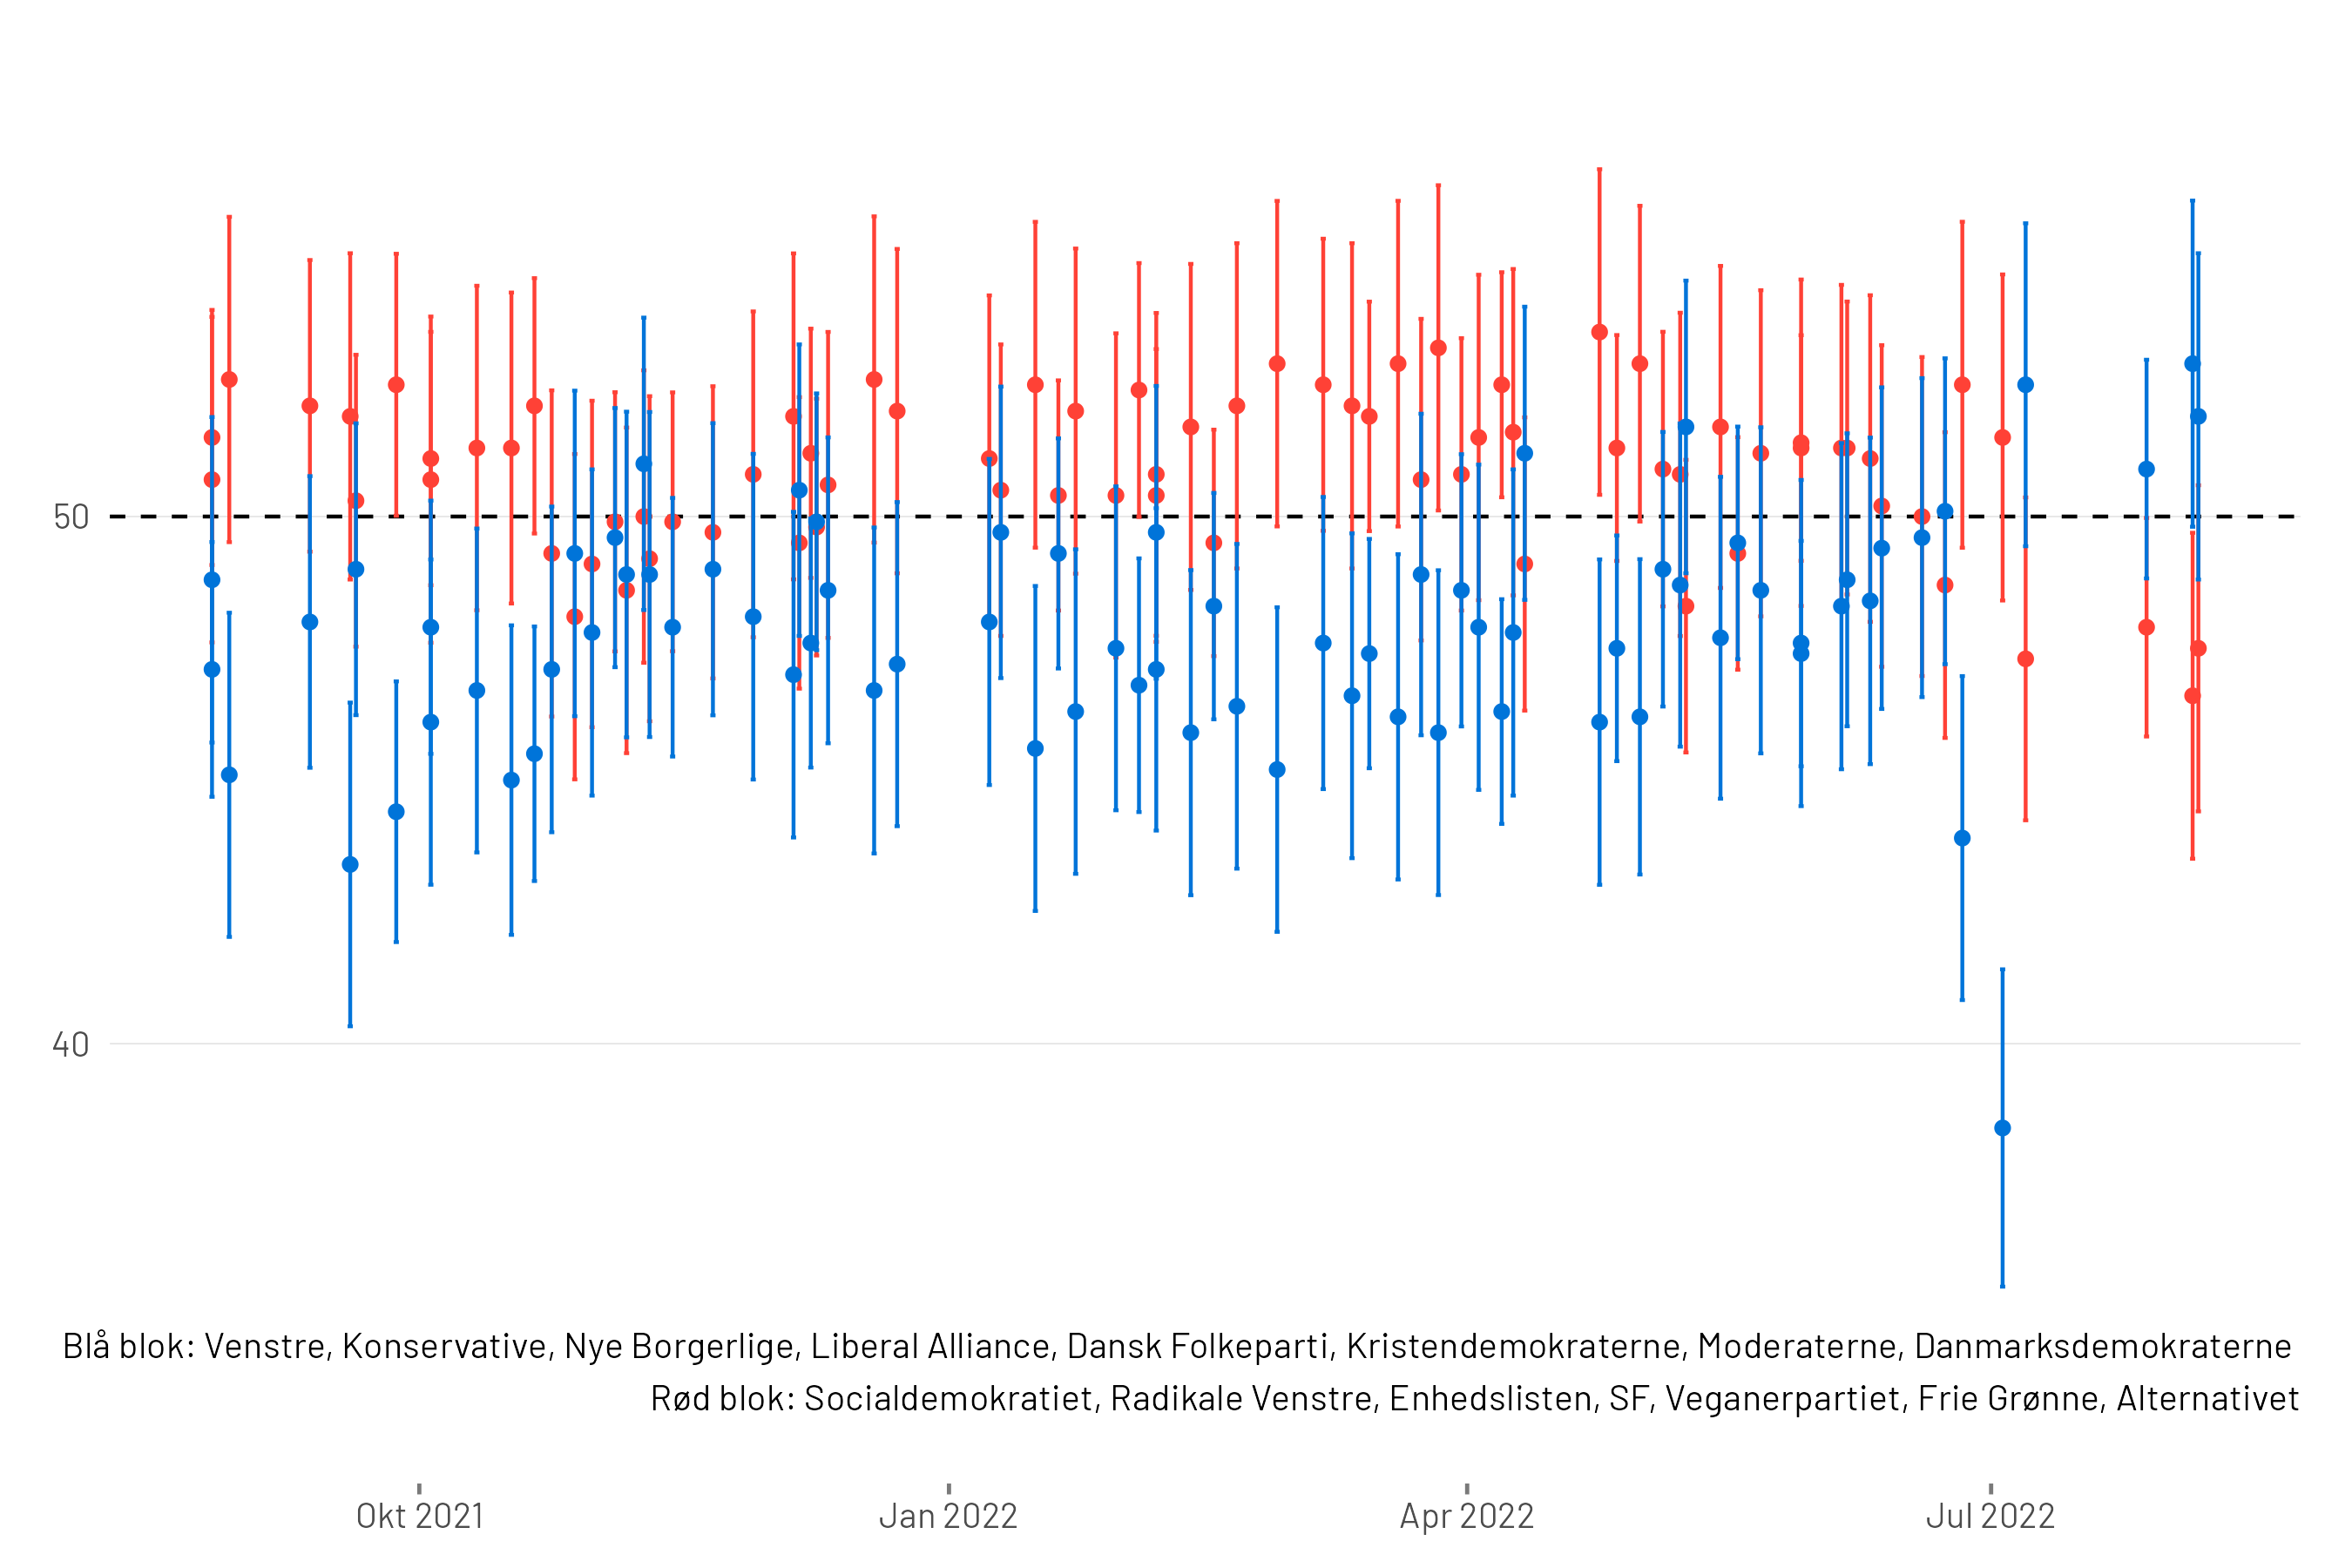 50
40
Blå blok: Venstre, Konservative, Nye Borgerlige, Liberal Alliance, Dansk Folkeparti, Kristendemokraterne, Moderaterne, Danmarksdemokraterne
Rød blok: Socialdemokratiet, Radikale Venstre, Enhedslisten, SF, Veganerpartiet, Frie Grønne, Alternativet
Okt 2021
Jan 2022
Apr 2022
Jul 2022